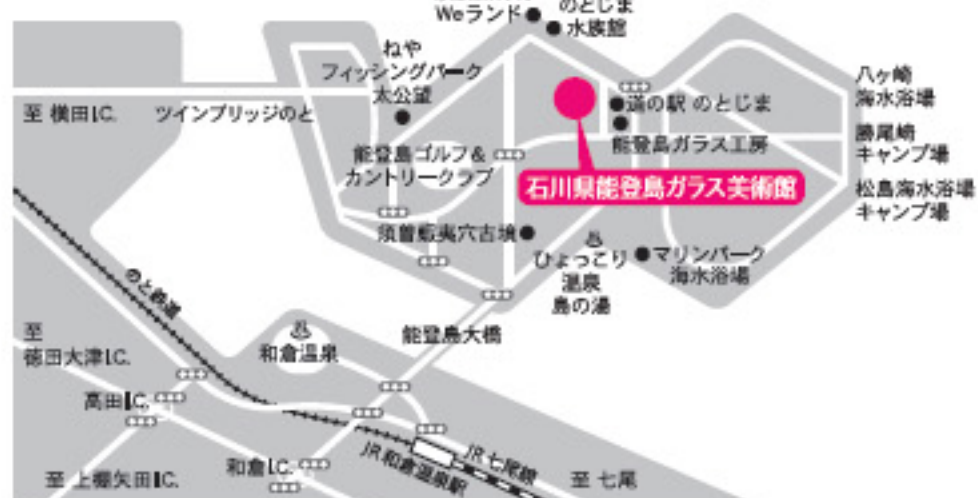 Weランド
のとじま
水族館
ねや
フィッシングパーク
太公望
八ヶ崎
海水浴場
至 横田I.C.
ツインブリッジのと
道の駅 のとじま
能登島ガラス工房
勝尾崎
キャンプ場
能登島ゴルフ&
カントリークラブ
石川県能登島ガラス美術館
松島海水浴場
キャンプ場
須曽蝦夷穴古墳
ひょっこり
温泉
島の湯
マリンパーク
海水浴場
のと鉄道
能登島大橋
和倉温泉
至
徳田大津I.C.
高田I.C.
和倉I.C.
JR和倉温泉駅
JR七尾線
至 上棚矢田I.C.
至 七尾